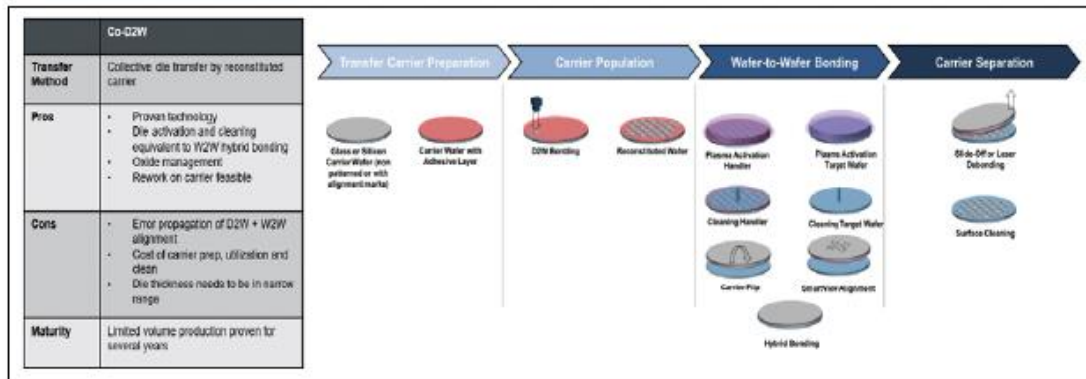 Co-D2W
Transfer
Method
Collective die transfer by reconstituted
carrier
Pros
• Proven technology
• Die activation and cleaning
equivalent to W2W hybrid bonding
• Oxide management
• Rework on carrier feasible
Cons
• Error propagation of D2W + W2W
alignment
• Cost of carrier prep, utilization and
clean
• Die thickness needs to be in narrow
range
Maturity
Limited volume production proven for
several years
Transfer Carrier Preparation
Carrier Population
Wafer-to-Wafer Bonding
Carrier Separation
Glass or Silicon
Carrier Wafer (non
patterned or with
alignment marks)
Carrier Wafer with
Adhesive Layer
D2W Bonding
Reconstituted Wafer
Plasma Activation
Handler
Plasma Activation
Target Wafer
Cleaning Handler
Cleaning Target Wafer
Carrier Flip
SmartView Alignment
Hybrid Bonding
Slide-Off or Laser
Debonding
Surface Cleaning